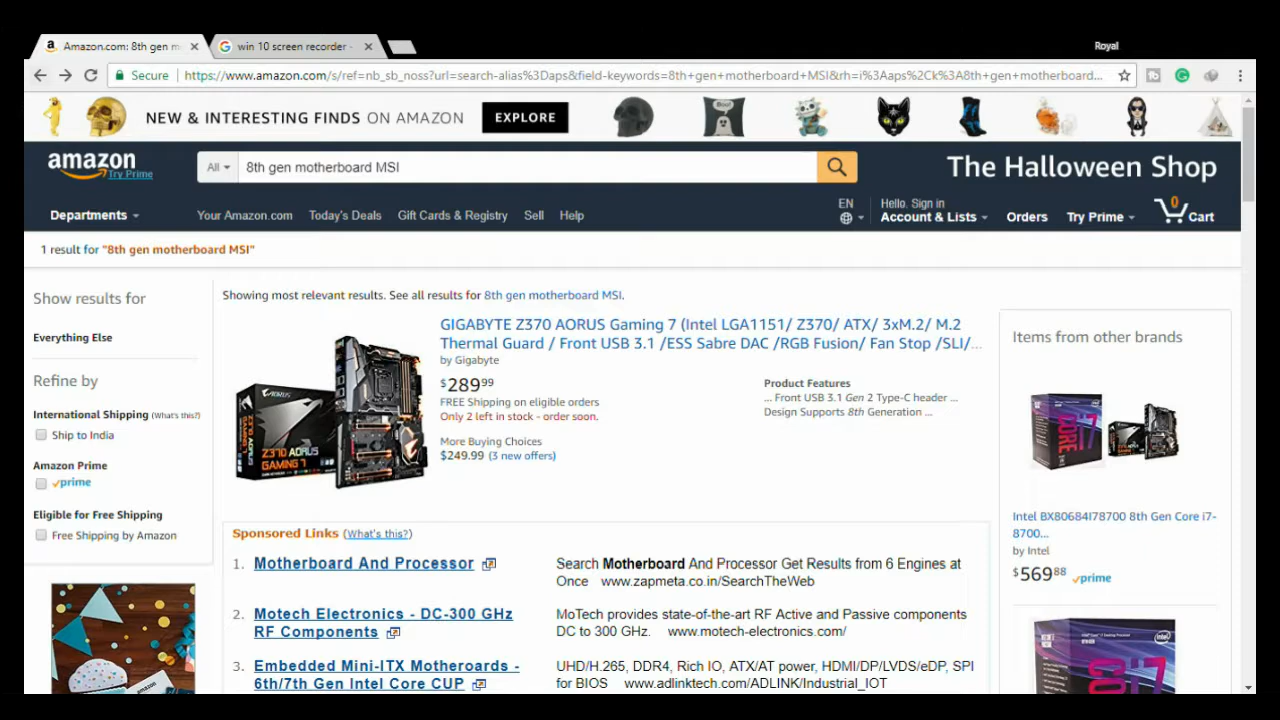 Amazon.com: 8th gen m
win 10 screen recorder -
Royal
Secure
https://www.amazon.com/s/ref=nb_sb_noss?url=search-alias%3Daps&field-keywords=8th+gen+motherboard+MSI&rh=i%3Aaps%2Ck%3A8th+gen+motherboard...
NEW & INTERESTING FINDS ON AMAZON
EXPLORE
amazon
Try Prime
All
8th gen motherboard MSI
The Halloween Shop
Departments
Your Amazon.com
Today's Deals
Gift Cards & Registry
Sell
Help
EN
Hello. Sign in
Account & Lists
Orders
Try Prime
0
Cart
1 result for "8th gen motherboard MSI"
Show results for
Everything Else
Refine by
International Shipping (What's this?)
Ship to India
Amazon Prime
prime
Eligible for Free Shipping
Free Shipping by Amazon
Showing most relevant results. See all results for 8th gen motherboard MSI.
AORUS
Z370 AORUS
GAMING 7
GIGABYTE Z370 AORUS Gaming 7 (Intel LGA1151/ Z370/ ATX/ 3xM.2/ M.2
Thermal Guard / Front USB 3.1 /ESS Sabre DAC /RGB Fusion/ Fan Stop /SLI/...
by Gigabyte
$289 99
FREE Shipping on eligible orders
Only 2 left in stock - order soon.
More Buying Choices
$249.99 (3 new offers)
Product Features
... Front USB 3.1 Gen 2 Type-C header ...
Design Supports 8th Generation ...
Sponsored Links (What's this?)
1. Motherboard And Processor
Search Motherboard And Processor Get Results from 6 Engines at
Once www.zapmeta.co.in/SearchTheWeb
2. Motech Electronics - DC-300 GHz
RF Components
MoTech provides state-of-the-art RF Active and Passive components
DC to 300 GHz. www.motech-electronics.com/
3. Embedded Mini-ITX Motheroards -
6th/7th Gen Intel Core CUP
UHD/H.265, DDR4, Rich IO, ATX/AT power, HDMI/DP/LVDS/eDP, SPI
for BIOS www.adlinktech.com/ADLINK/Industrial_IOT
Items from other brands
CORE i7
Intel BX80684I78700 8th Gen Core i7-
8700...
by Intel
$569 88 prime